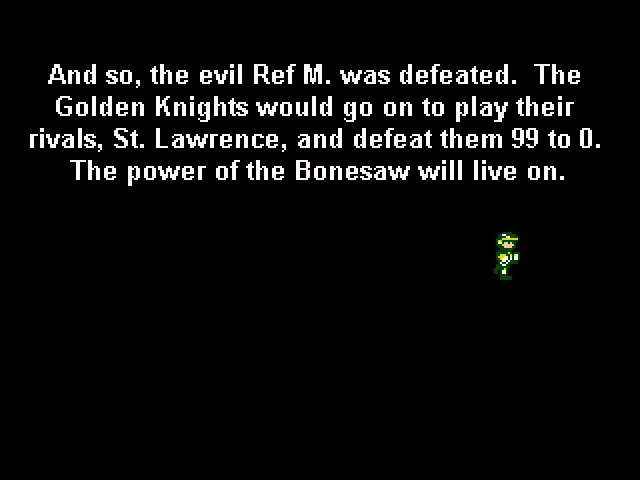 And so, the evil Ref M. was defeated.  The
Golden Knights would go on to play their
rivals, St. Lawrence, and defeat them 99 to 0.
The power of the Bonesaw will live on.